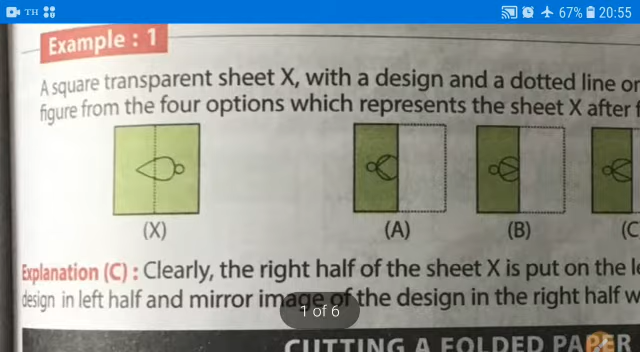 TH 67% 20:55
Example : 1
A square transparent sheet X, with a design and a dotted line or
figure from the four options which represents the sheet X after f
(X) (A) (B) (C
Explanation (C) : Clearly, the right half of the sheet X is put on the le
design in left half and mirror image of the design in the right half w
1 of 6
CUTTING A FOLDED PAPER